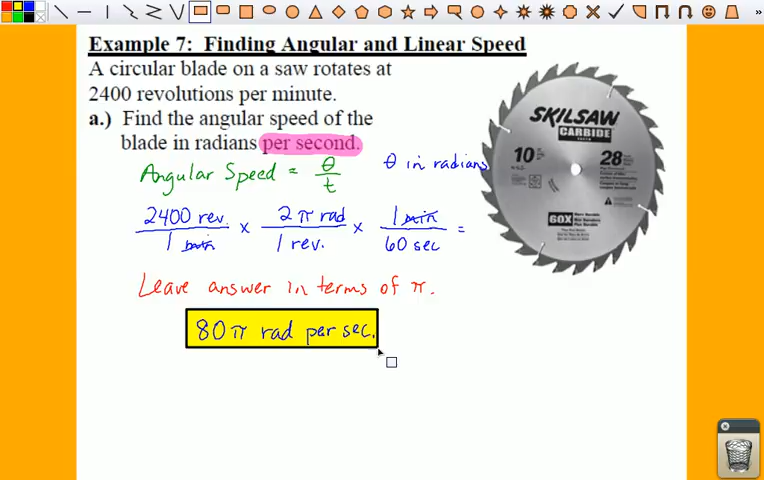 Example 7: Finding Angular and Linear Speed
A circular blade on a saw rotates at
2400 revolutions per minute.
a.) Find the angular speed of the
blade in radians per second.
Angular Speed = θ/t   θ in radians
2400 rev./1 min × 2π rad/1 rev. × 1 min/60 sec =
Leave answer in terms of π.
80π rad per sec.
SKILSAW
CARBIDE
10
28
60X